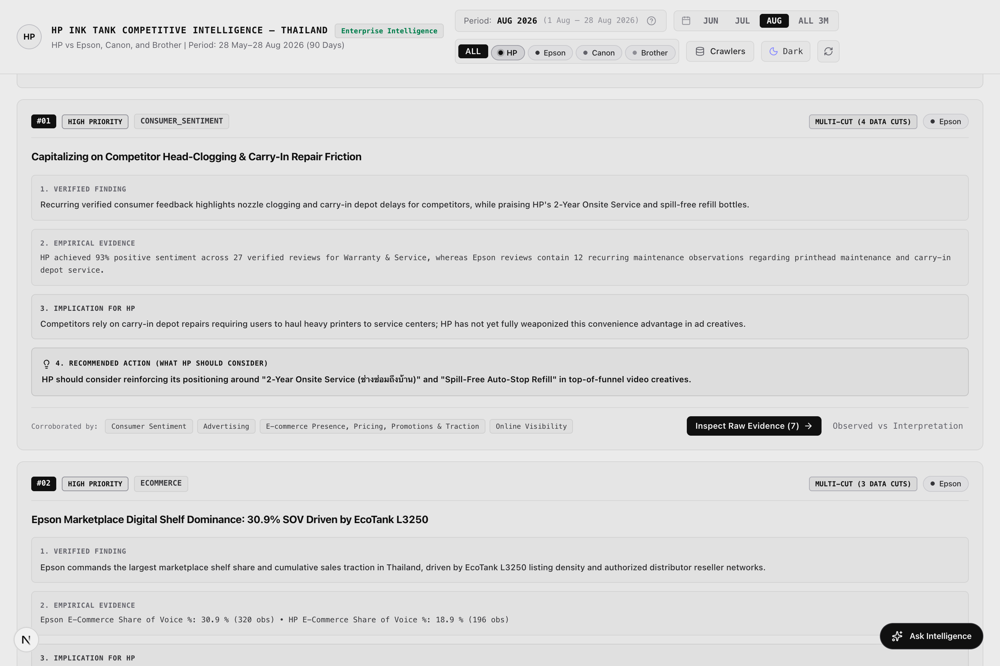 HP
HP INK TANK COMPETITIVE INTELLIGENCE — THAILAND
Enterprise Intelligence
HP vs Epson, Canon, and Brother | Period: 28 May–28 Aug 2026 (90 Days)
Period: AUG 2026 (1 Aug – 28 Aug 2026)
JUN JUL AUG ALL 3M
ALL HP Epson Canon Brother
Crawlers
Dark
#01 HIGH PRIORITY CONSUMER_SENTIMENT
MULTI-CUT (4 DATA CUTS) Epson
Capitalizing on Competitor Head-Clogging & Carry-In Repair Friction
1. VERIFIED FINDING
Recurring verified consumer feedback highlights nozzle clogging and carry-in depot delays for competitors, while praising HP's 2-Year Onsite Service and spill-free refill bottles.
2. EMPIRICAL EVIDENCE
HP achieved 93% positive sentiment across 27 verified reviews for Warranty & Service, whereas Epson reviews contain 12 recurring maintenance observations regarding printhead maintenance and carry-in
depot service.
3. IMPLICATION FOR HP
Competitors rely on carry-in depot repairs requiring users to haul heavy printers to service centers; HP has not yet fully weaponized this convenience advantage in ad creatives.
4. RECOMMENDED ACTION (WHAT HP SHOULD CONSIDER)
HP should consider reinforcing its positioning around "2-Year Onsite Service (ช่างซ่อมถึงบ้าน)" and "Spill-Free Auto-Stop Refill" in top-of-funnel video creatives.
Corroborated by: Consumer Sentiment Advertising E-commerce Presence, Pricing, Promotions & Traction Online Visibility
Inspect Raw Evidence (7) →
Observed vs Interpretation
#02 HIGH PRIORITY ECOMMERCE
MULTI-CUT (3 DATA CUTS) Epson
Epson Marketplace Digital Shelf Dominance: 30.9% SOV Driven by EcoTank L3250
1. VERIFIED FINDING
Epson commands the largest marketplace shelf share and cumulative sales traction in Thailand, driven by EcoTank L3250 listing density and authorized distributor reseller networks.
2. EMPIRICAL EVIDENCE
Epson E-Commerce Share of Voice %: 30.9 % (320 obs) • HP E-Commerce Share of Voice %: 18.9 % (196 obs)
N
Ask Intelligence
3. IMPLICATION FOR HP